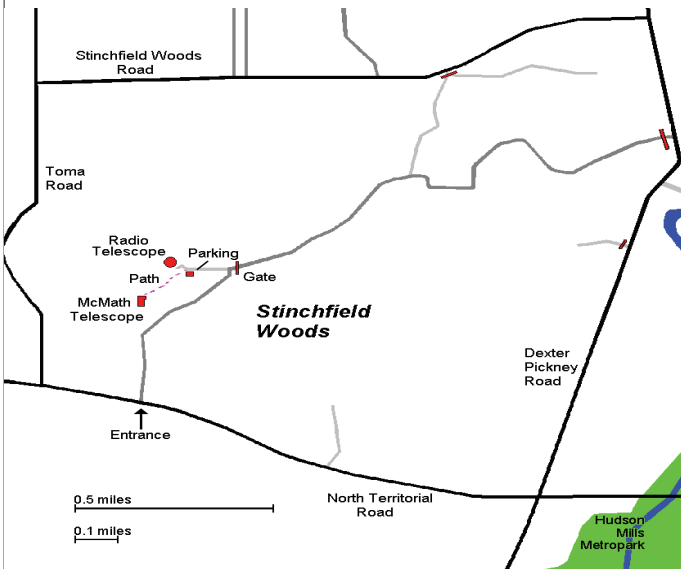 Stinchfield Woods
Road
Toma
Road
Radio
Telescope
Parking
Path
Gate
McMath
Telescope
Stinchfield
Woods
Dexter
Pickney
Road
Entrance
0.5 miles
North Territorial
Road
0.1 miles
Hudson
Mills
Metropark